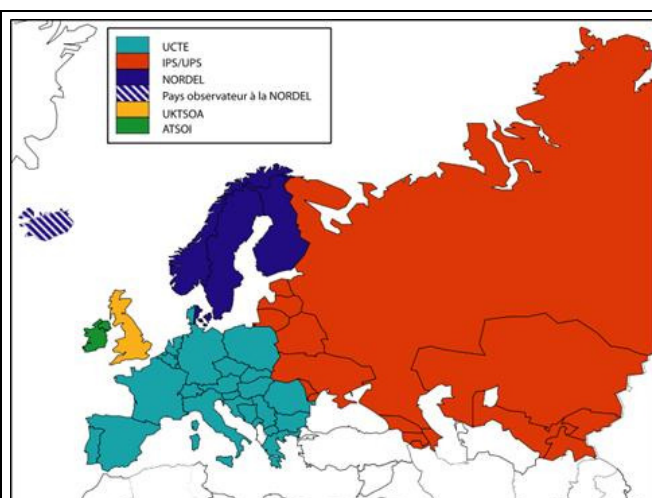 UCTE
IPS/UPS
NORDEL
Pays observateur à la NORDEL
UKTSOA
ATSOI